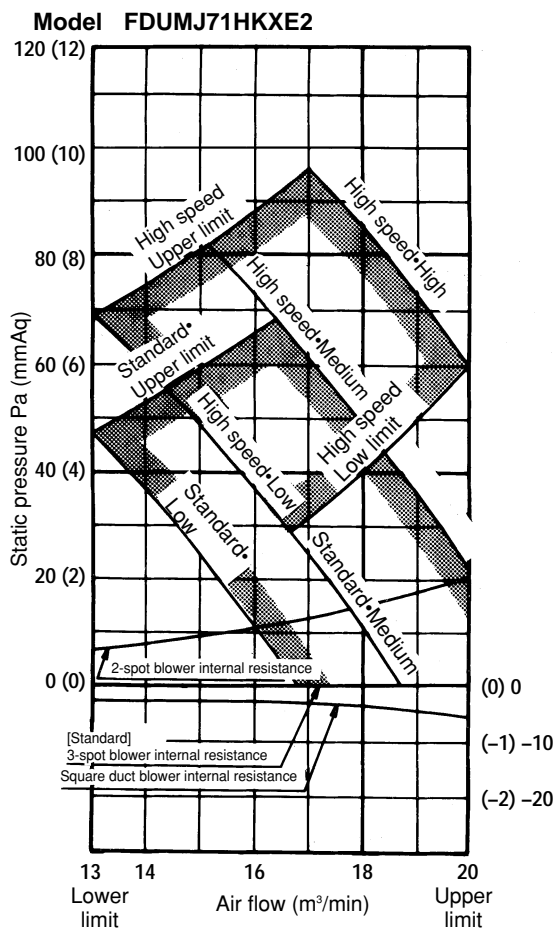 Model FDUMJ71HKXE2
120 (12)
100 (10)
80 (8)
60 (6)
40 (4)
20 (2)
0 (0)
Static pressure Pa (mmAq)
High speed
Upper limit
High speed•High
High speed•Medium
Standard•
Upper limit
High speed
Low limit
High speed•Low
Standard•
Low
Standard•Medium
2-spot blower internal resistance
(0) 0
[Standard]
3-spot blower internal resistance
(−1) −10
Square duct blower internal resistance
(−2) −20
13
14
16
18
20
Lower
limit
Air flow (m³/min)
Upper
limit